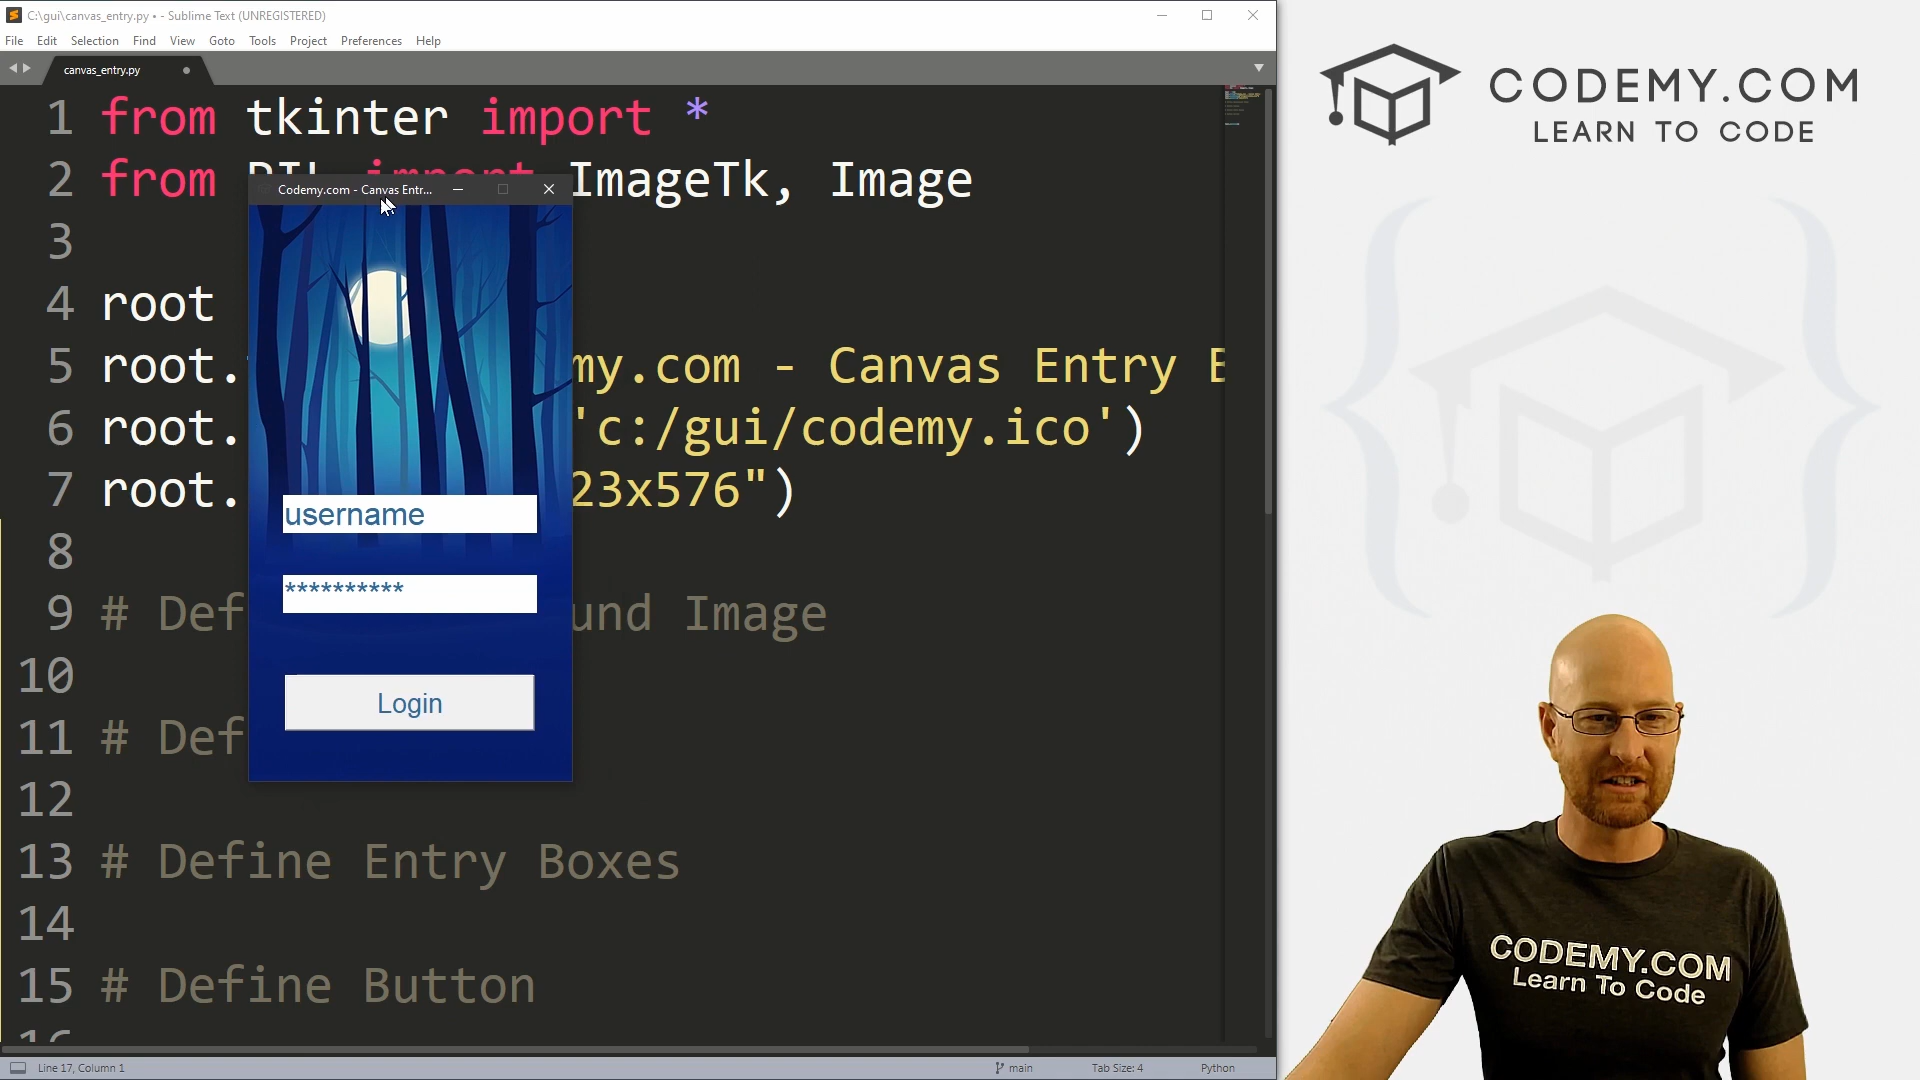 C:\gui\canvas_entry.py • - Sublime Text (UNREGISTERED)
File Edit Selection Find View Goto Tools Project Preferences Help
canvas_entry.py
1 from tkinter import *
2 from import ImageTk, Image
3
4 root
5 root. my.com - Canvas Entry
6 root. 'c:/gui/codemy.ico')
7 root. 23x576")
8
9 # Def und Image
10
11 # Def
12
13 # Define Entry Boxes
14
15 # Define Button
16
Codemy.com - Canvas Entr...
username
**********
Login
Line 17, Column 1 main Tab Size: 4 Python
CODEMY.COM
LEARN TO CODE
CODEMY.COM
Learn To Code